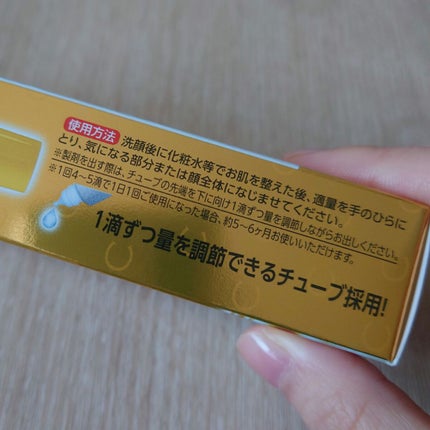 使用方法 洗顔後に化粧水等でお肌を整えた後、適量を手のひらに
とり、気になる部分または顔全体になじませてください。
※製剤を出す際は、チューブの先端を下に向け1滴ずつ量を調節しながらお出しください。
※1回4~5滴で1日1回ご使用になった場合、約5~6ヶ月お使いいただけます。
1滴ずつ量を調節できるチューブ採用!